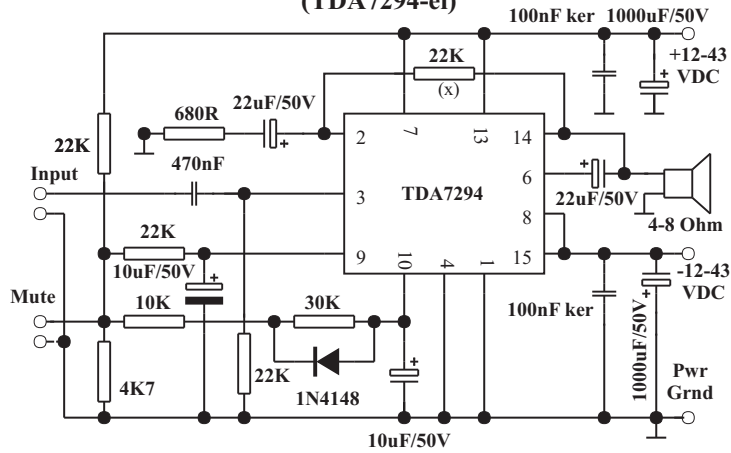 (TDA7294-el)
100nF ker 1000uF/50V
+12-43
VDC
22K
(x)
22uF/50V
680R
22K
470nF
Input
2
7
13
14
3
TDA7294
6
8
9
10
4
1
15
22uF/50V
4-8 Ohm
22K
10uF/50V
-12-43
VDC
100nF ker
1000uF/50V
Mute
10K
30K
4K7
22K
1N4148
Pwr
Grnd
10uF/50V